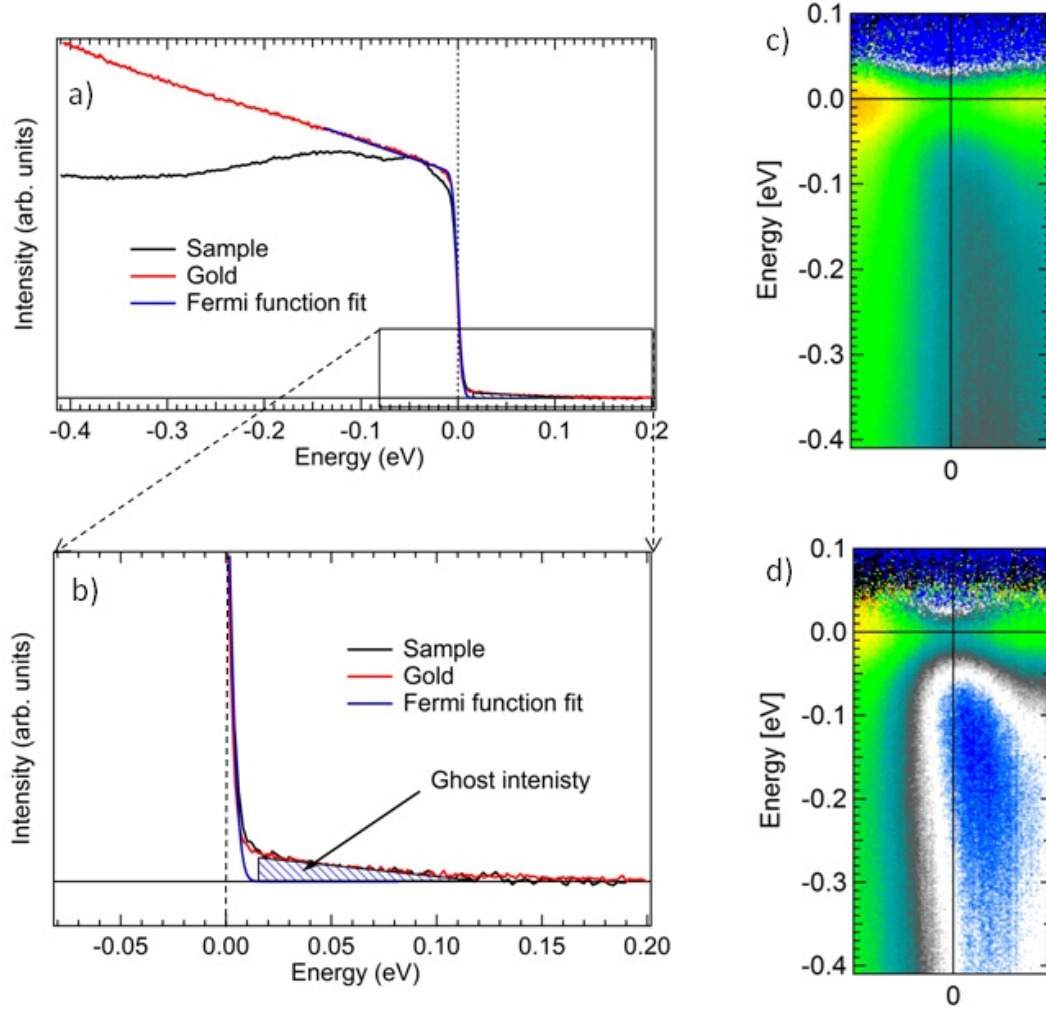 a)
Intensity (arb. units)
Sample
Gold
Fermi function fit
-0.4 -0.3 -0.2 -0.1 0.0 0.1 0.2
Energy (eV)
b)
Intensity (arb. units)
Sample
Gold
Fermi function fit
Ghost intenisty
-0.05 0.00 0.05 0.10 0.15 0.20
Energy (eV)
c)
Energy [eV]
0.1
0.0
-0.1
-0.2
-0.3
-0.4
0
d)
Energy [eV]
0.1
0.0
-0.1
-0.2
-0.3
-0.4
0